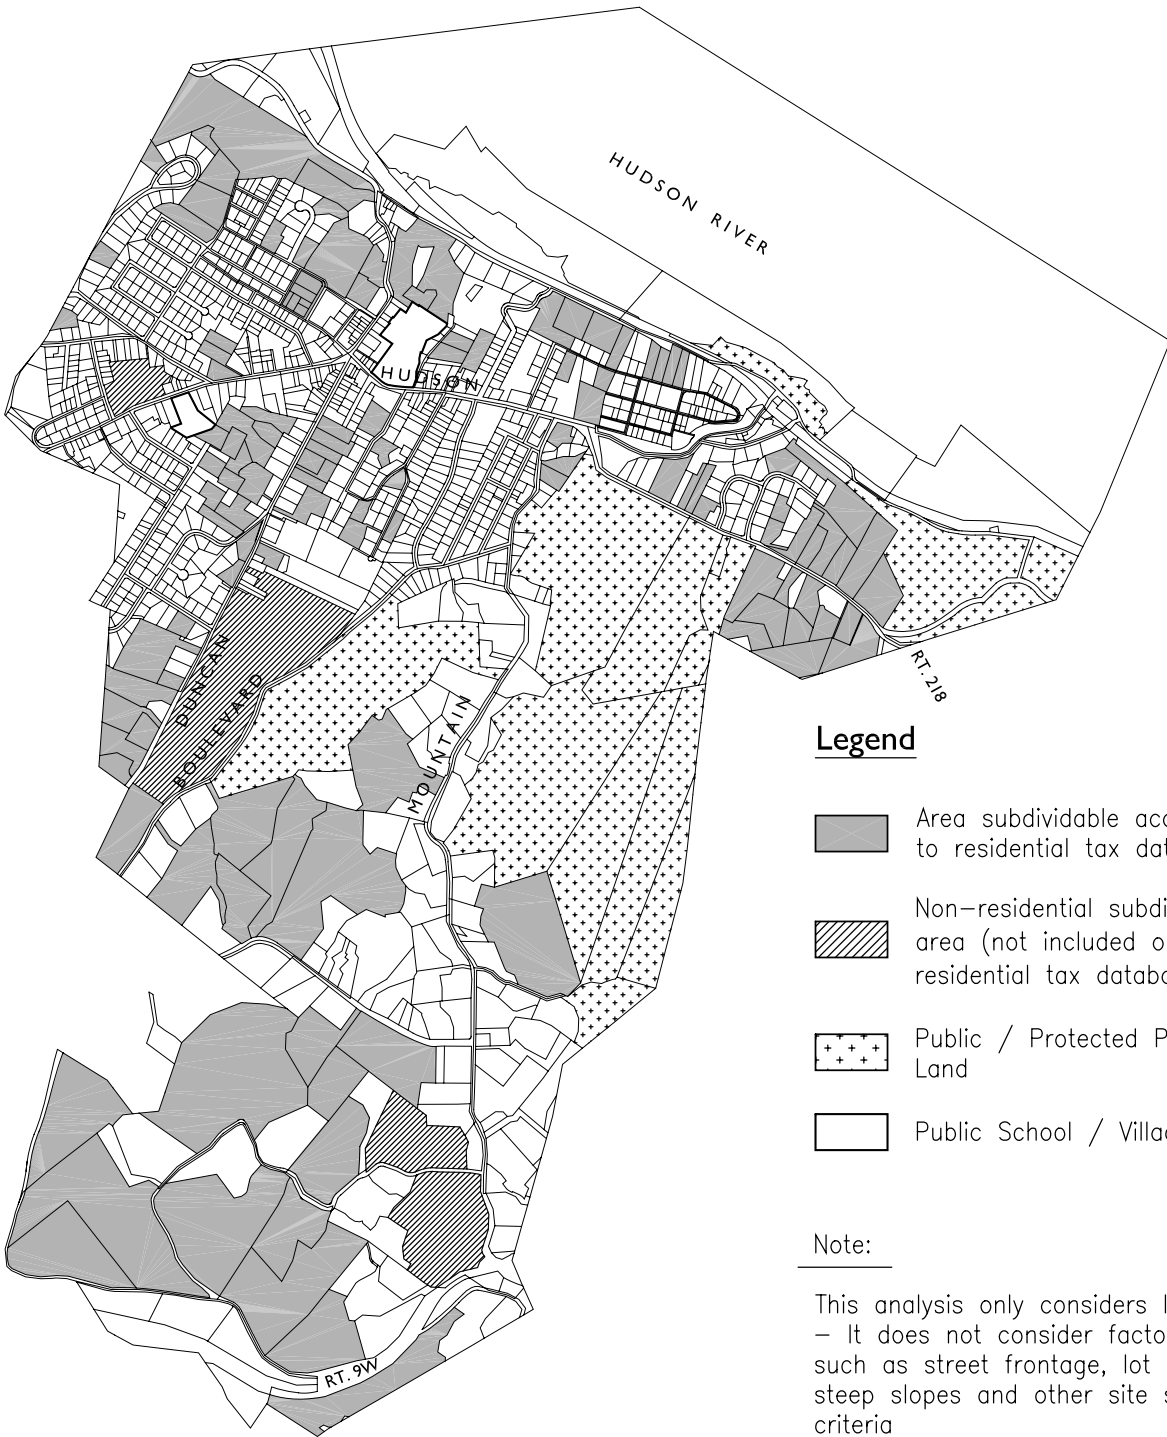 HUDSON RIVER
HUDSON
DUNCAN
BOULEVARD
MOUNTAIN
RT. 218
RT. 9W
Legend
Area subdividable
to residential tax
Non-residential
area (not included
residential tax
Public / Protected
Land
Public School /
Note:
This analysis only considers
- It does not consider
such as street frontage, lot
steep slopes and other site
criteria